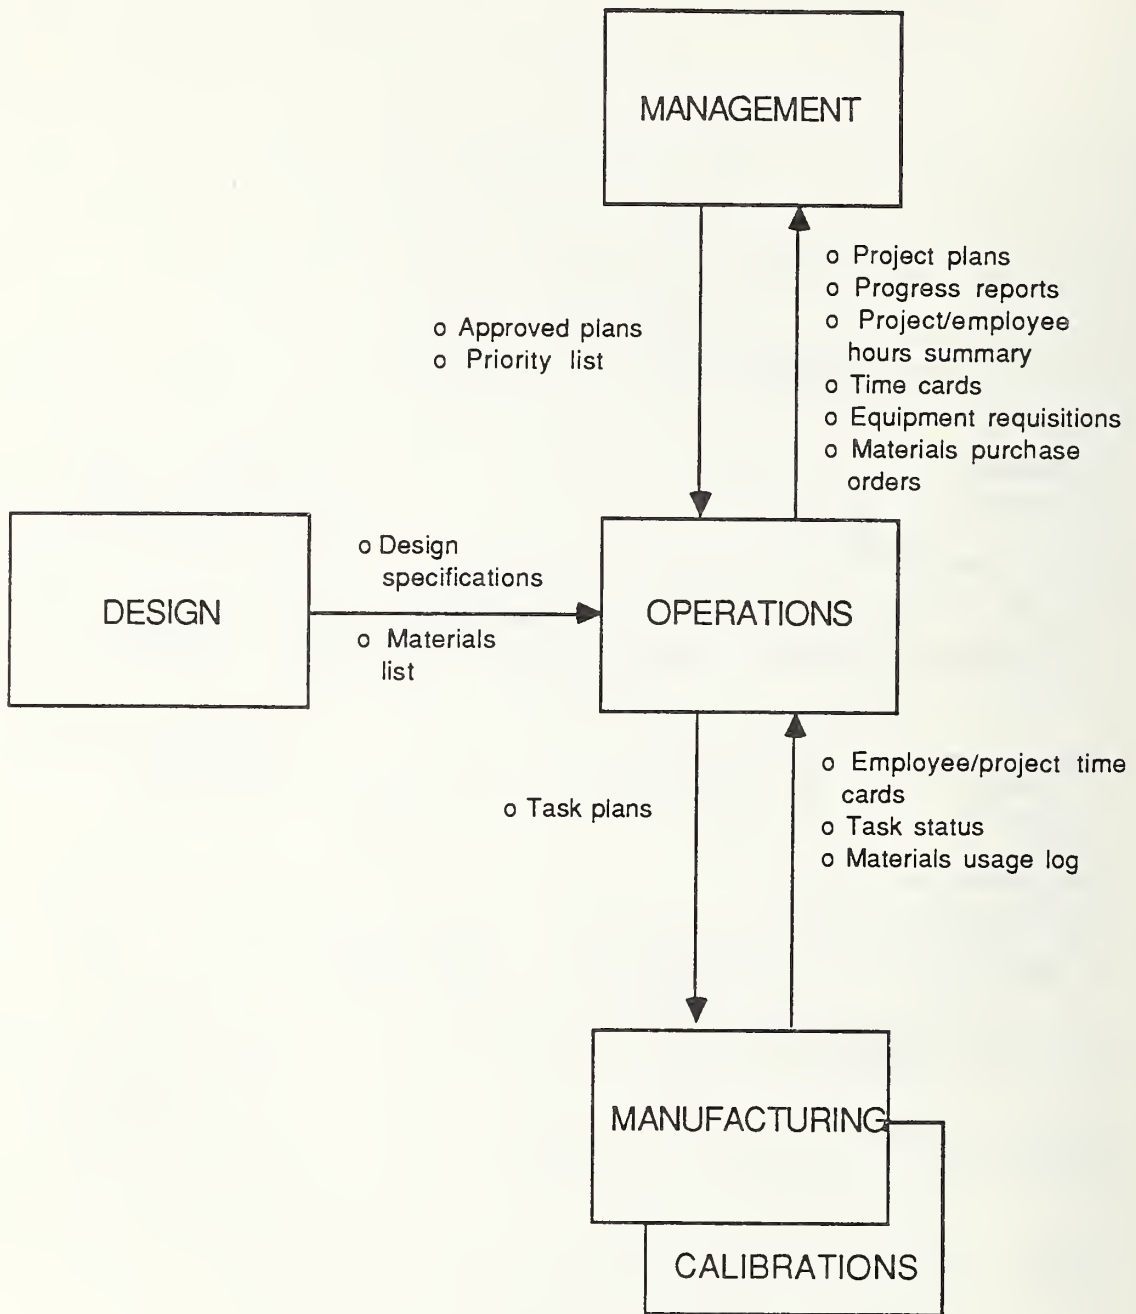 MANAGEMENT
o Approved plans
o Priority list
o Project plans
o Progress reports
o Project/employee
hours summary
o Time cards
o Equipment requisitions
o Materials purchase
orders
DESIGN
o Design
specifications
o Materials
list
OPERATIONS
o Task plans
o Employee/project time
cards
o Task status
o Materials usage log
MANUFACTURING
CALIBRATIONS